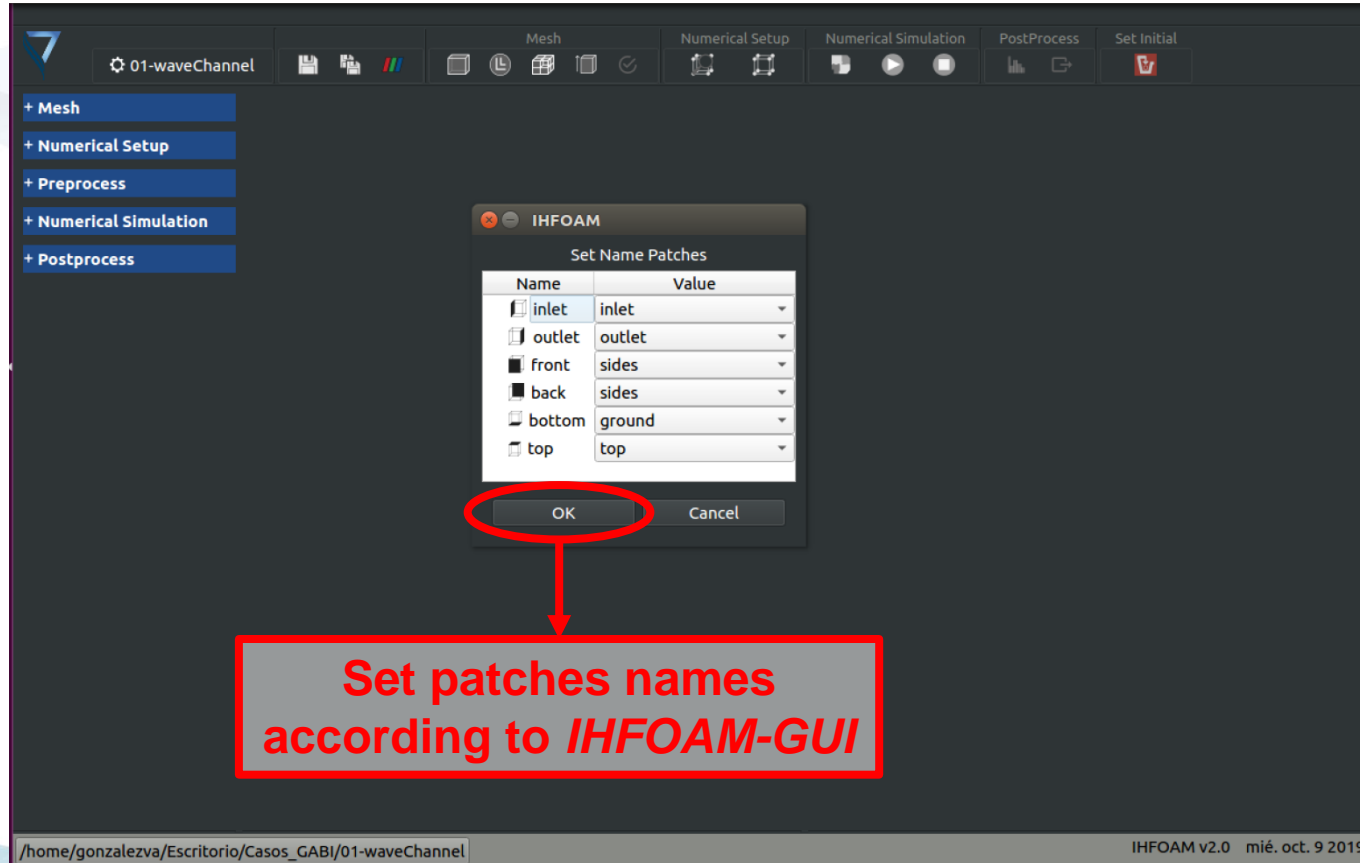 Mesh Numerical Setup Numerical Simulation PostProcess Set Initial
01-waveChannel
+ Mesh
+ Numerical Setup
+ Preprocess
+ Numerical Simulation
+ Postprocess
IHFOAM
Set Name Patches
Name Value
inlet inlet
outlet outlet
front sides
back sides
bottom ground
top top
OK Cancel
Set patches names
according to IHFOAM-GUI
/home/gonzalezva/Escritorio/Casos_GABI/01-waveChannel IHFOAM v2.0 mié. oct. 9 2019